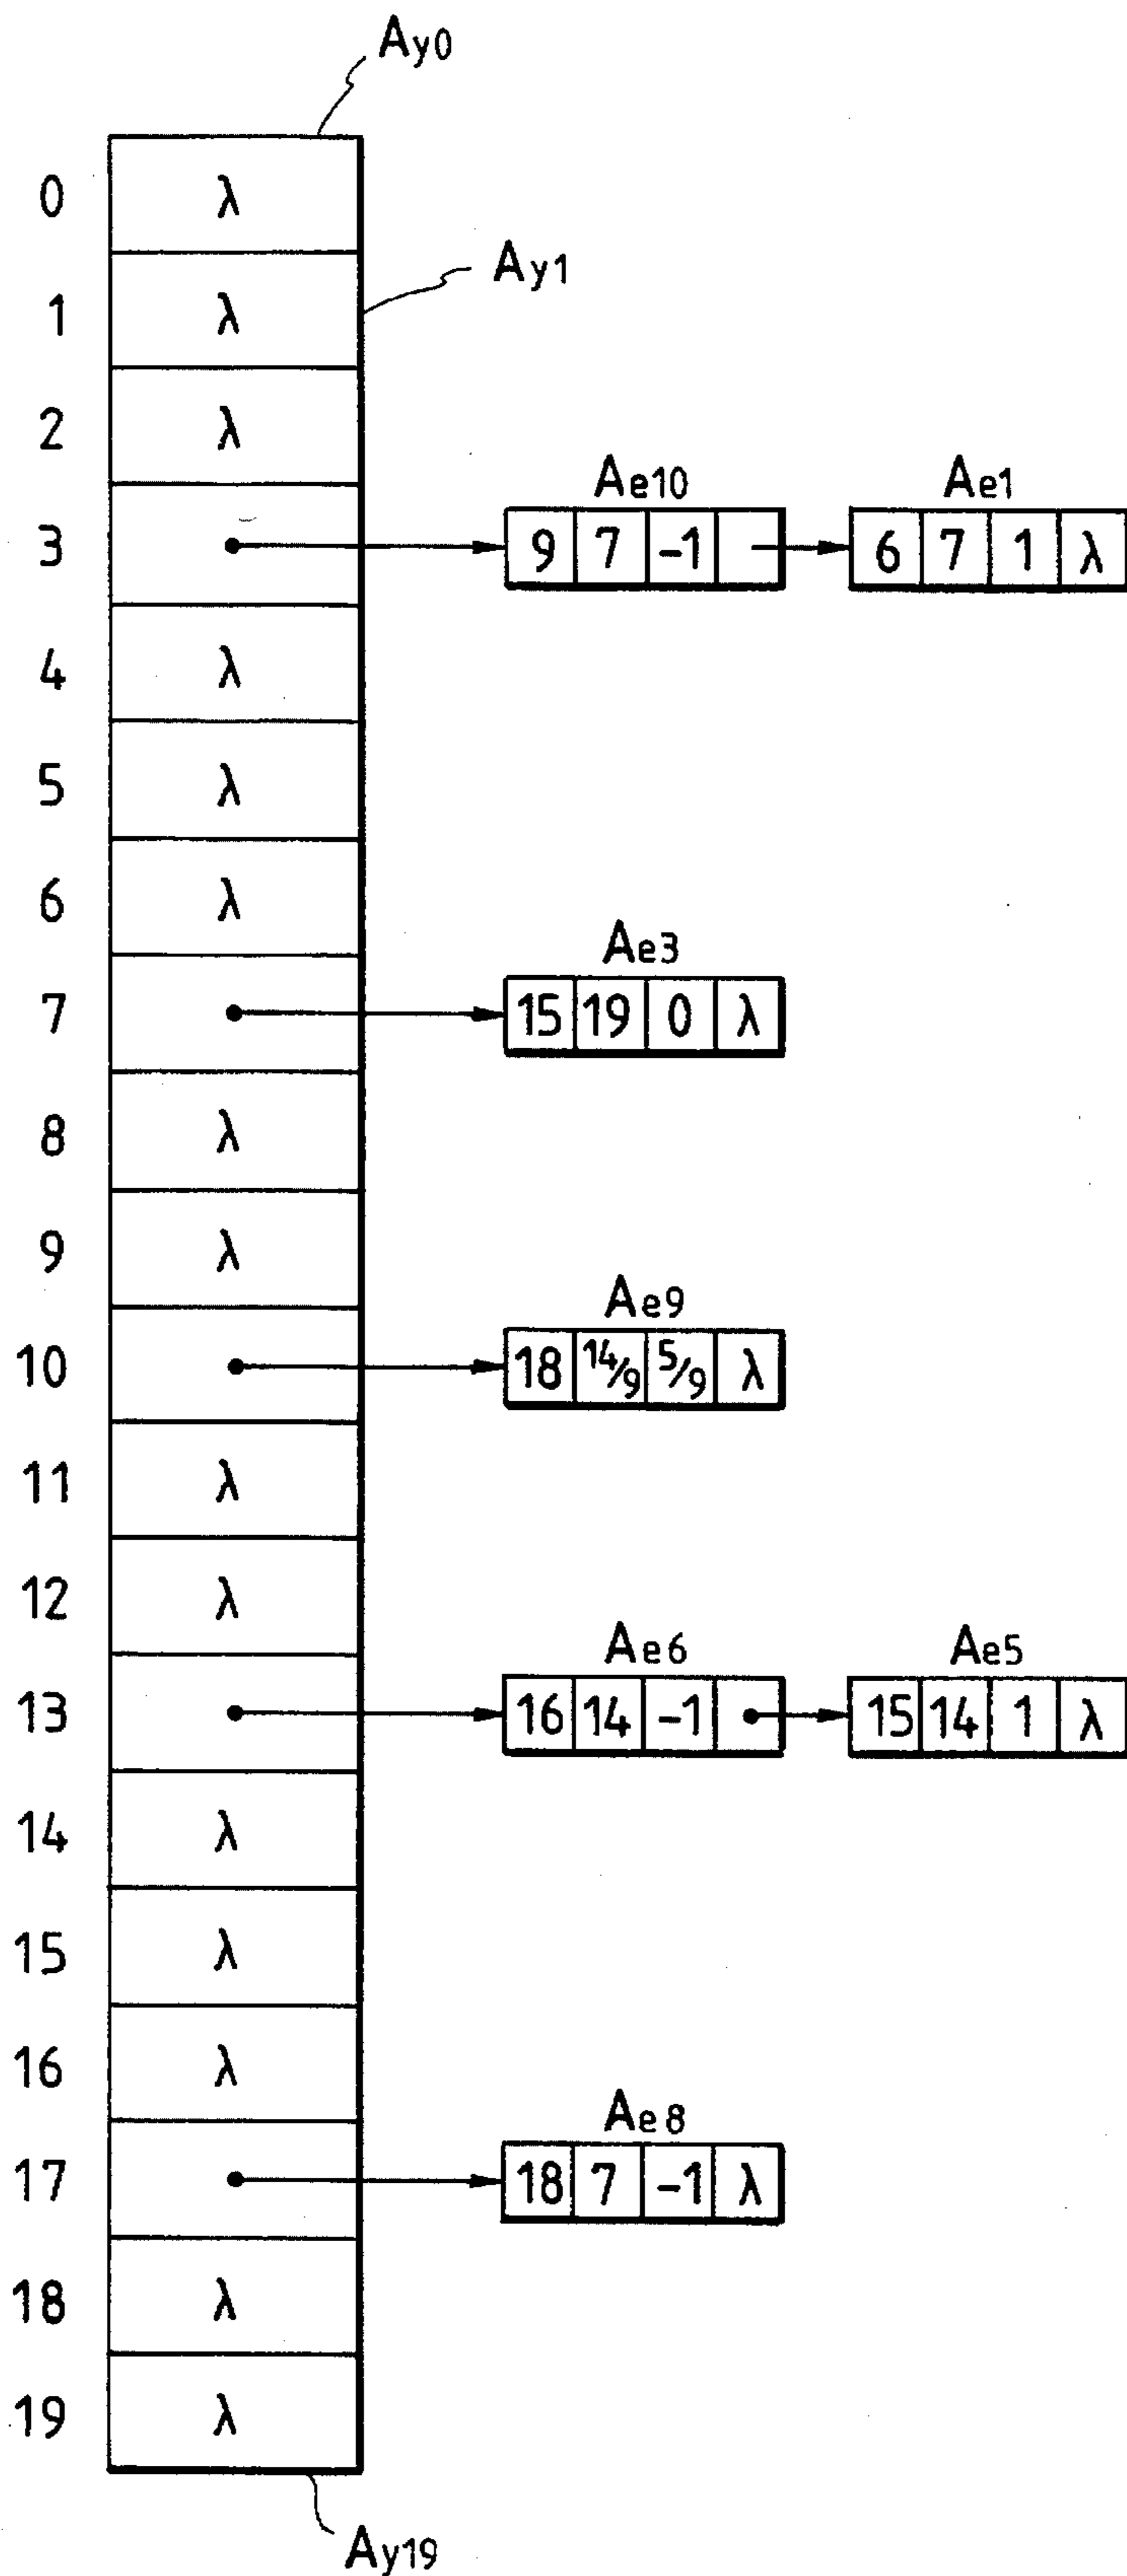 Ay0
0 λ
Ay1
1 λ
2 λ
Ae10 Ae1
3 9 7 -1 6 7 1 λ
4 λ
5 λ
6 λ
Ae3
7 15 19 0 λ
8 λ
9 λ
Ae9
10 18 14/9 5/9 λ
11 λ
12 λ
Ae6 Ae5
13 16 14 -1 15 14 1 λ
14 λ
15 λ
16 λ
Ae8
17 18 7 -1 λ
18 λ
19 λ
Ay19